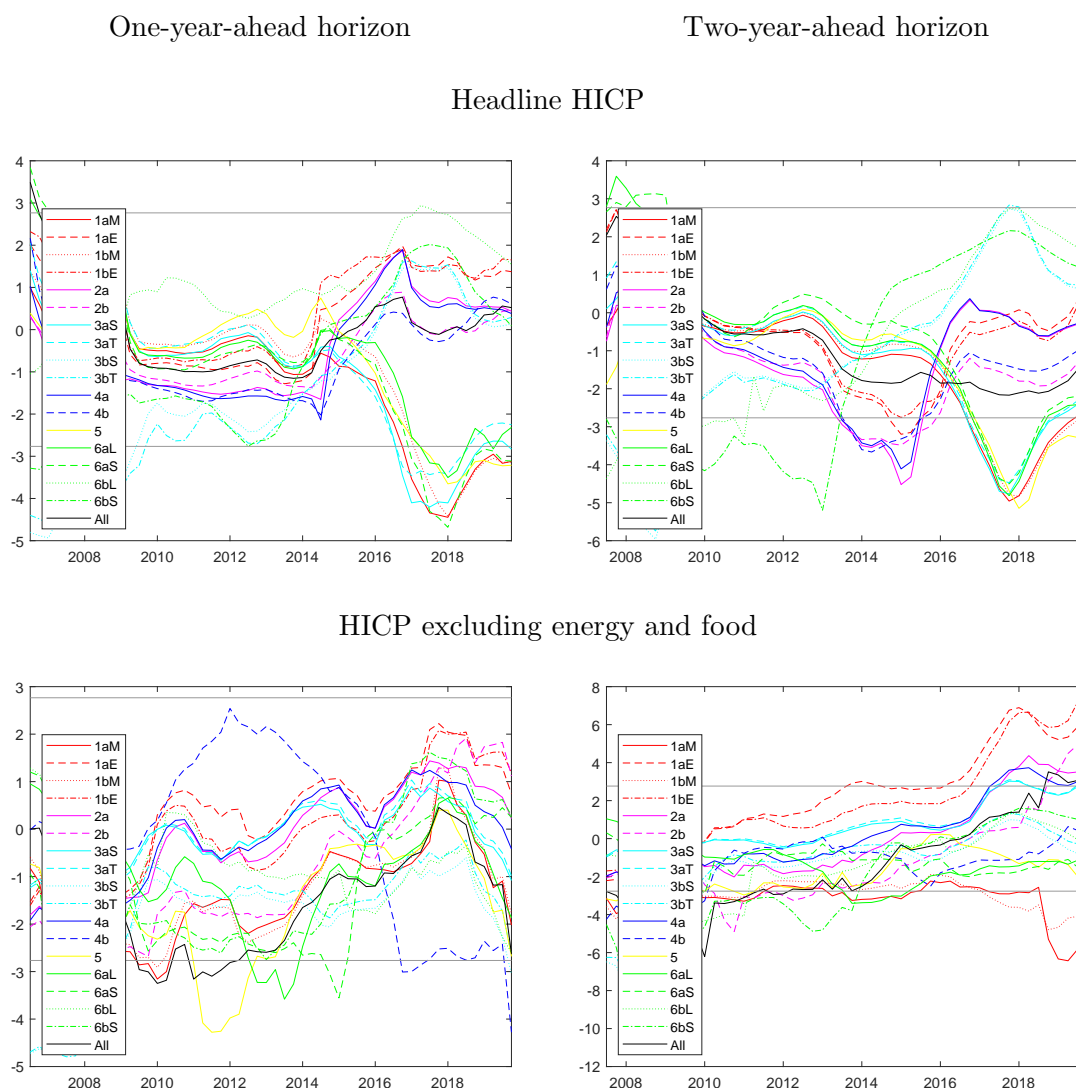 One-year-ahead horizon
Two-year-ahead horizon
Headline HICP
4
3
2
1
0
-1
-2
-3
-4
-5
2008
2010
2012
2014
2016
2018
1aM
1aE
1bM
1bE
2a
2b
3aS
3aT
3bS
3bT
4a
4b
5
6aL
6aS
6bL
6bS
All
4
3
2
1
0
-1
-2
-3
-4
-5
-6
2008
2010
2012
2014
2016
2018
1aM
1aE
1bM
1bE
2a
2b
3aS
3aT
3bS
3bT
4a
4b
5
6aL
6aS
6bL
6bS
All
HICP excluding energy and food
3
2
1
0
-1
-2
-3
-4
-5
2008
2010
2012
2014
2016
2018
1aM
1aE
1bM
1bE
2a
2b
3aS
3aT
3bS
3bT
4a
4b
5
6aL
6aS
6bL
6bS
All
8
6
4
2
0
-2
-4
-6
-8
-10
-12
2008
2010
2012
2014
2016
2018
1aM
1aE
1bM
1bE
2a
2b
3aS
3aT
3bS
3bT
4a
4b
5
6aL
6aS
6bL
6bS
All